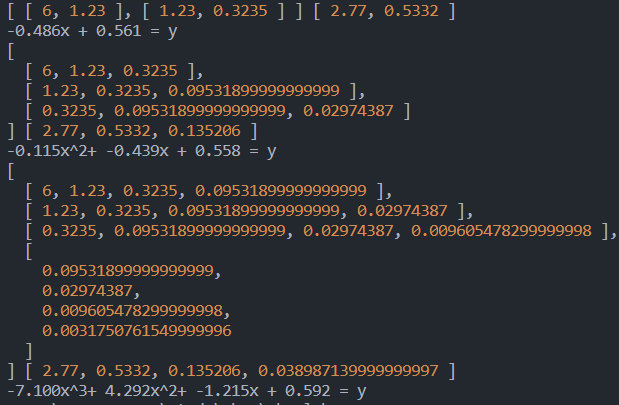 [ [ 6, 1.23 ], [ 1.23, 0.3235 ] ] [ 2.77, 0.5332 ]
-0.486x + 0.561 = y
[
  [ 6, 1.23, 0.3235 ],
  [ 1.23, 0.3235, 0.09531899999999999 ],
  [ 0.3235, 0.09531899999999999, 0.02974387 ]
] [ 2.77, 0.5332, 0.135206 ]
-0.115x^2+ -0.439x + 0.558 = y
[
  [ 6, 1.23, 0.3235, 0.09531899999999999 ],
  [ 1.23, 0.3235, 0.09531899999999999, 0.02974387 ],
  [ 0.3235, 0.09531899999999999, 0.02974387, 0.009605478299999998 ],
  [
    0.09531899999999999,
    0.02974387,
    0.009605478299999998,
    0.0031750761549999996
  ]
] [ 2.77, 0.5332, 0.135206, 0.038987139999999997 ]
-7.100x^3+ 4.292x^2+ -1.215x + 0.592 = y